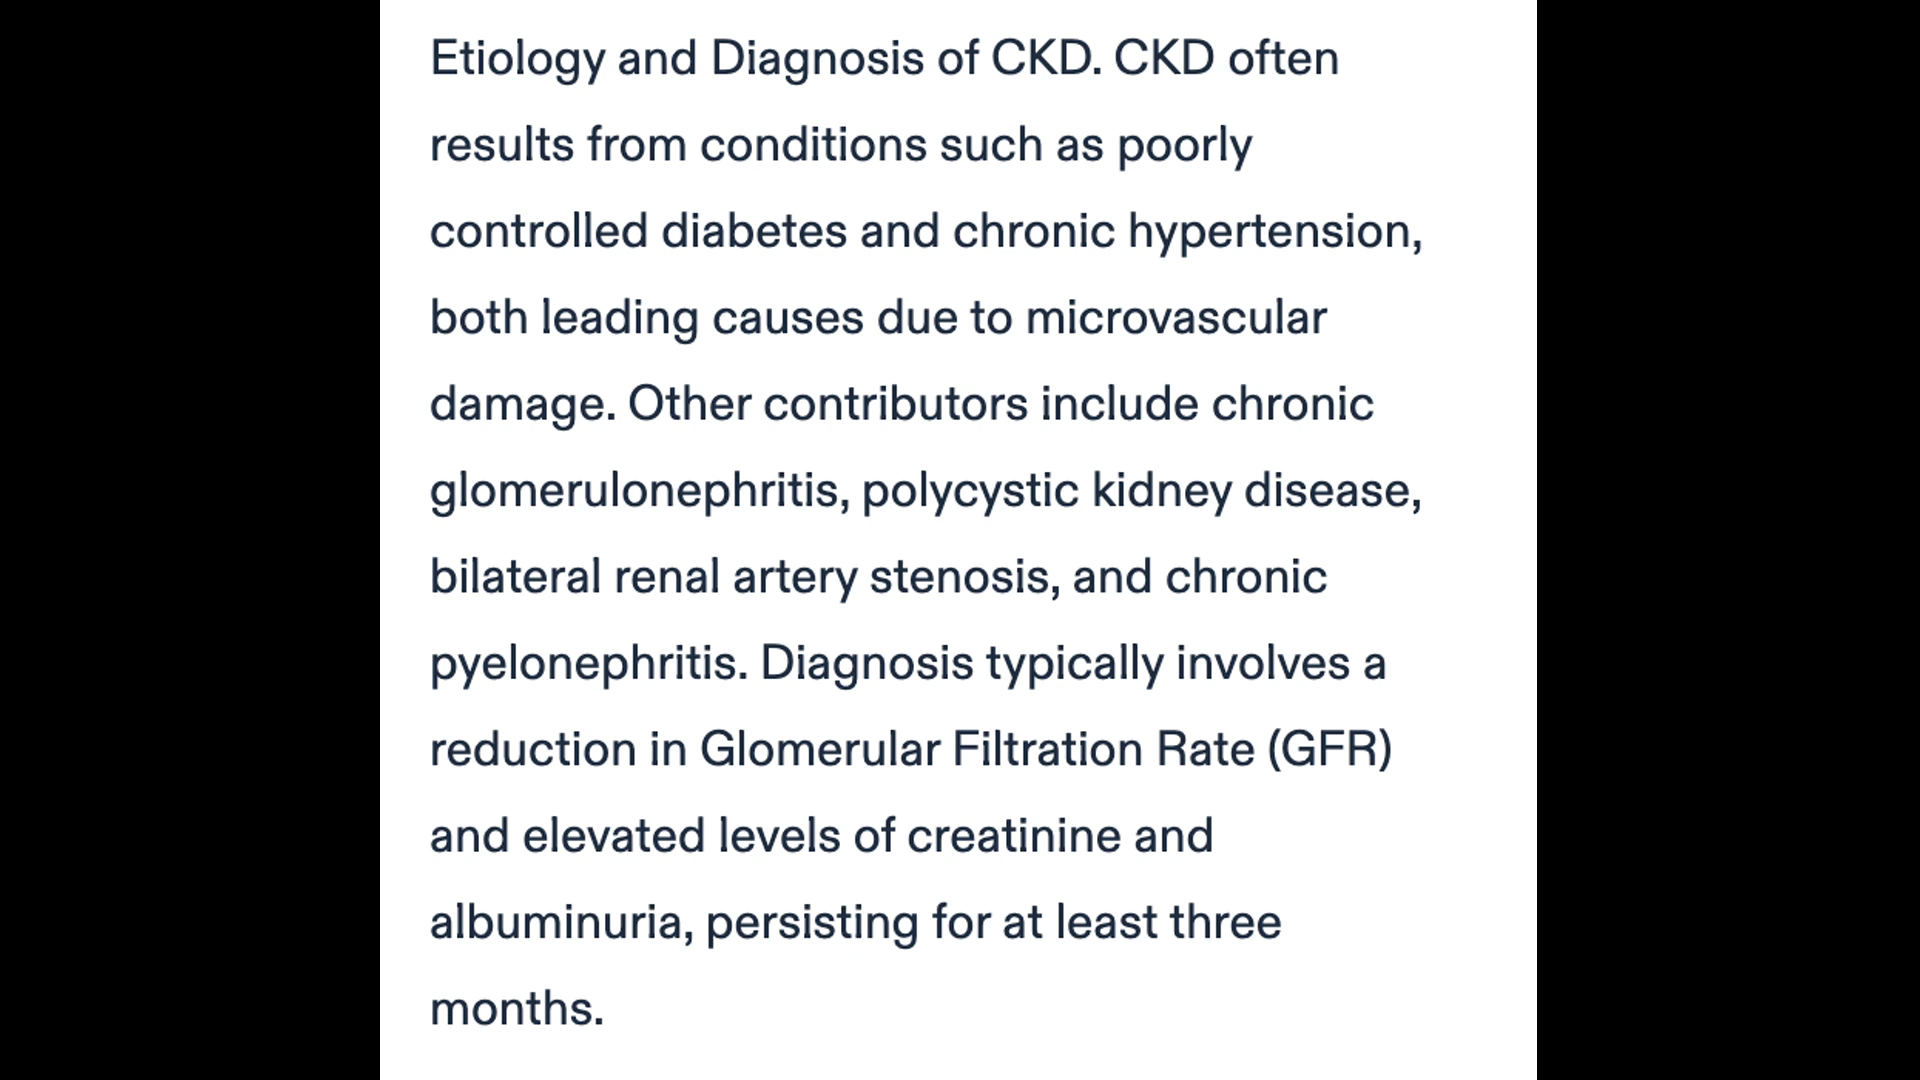 Etiology and Diagnosis of CKD. CKD often
results from conditions such as poorly
controlled diabetes and chronic hypertension,
both leading causes due to microvascular
damage. Other contributors include chronic
glomerulonephritis, polycystic kidney disease,
bilateral renal artery stenosis, and chronic
pyelonephritis. Diagnosis typically involves a
reduction in Glomerular Filtration Rate (GFR)
and elevated levels of creatinine and
albuminuria, persisting for at least three
months.